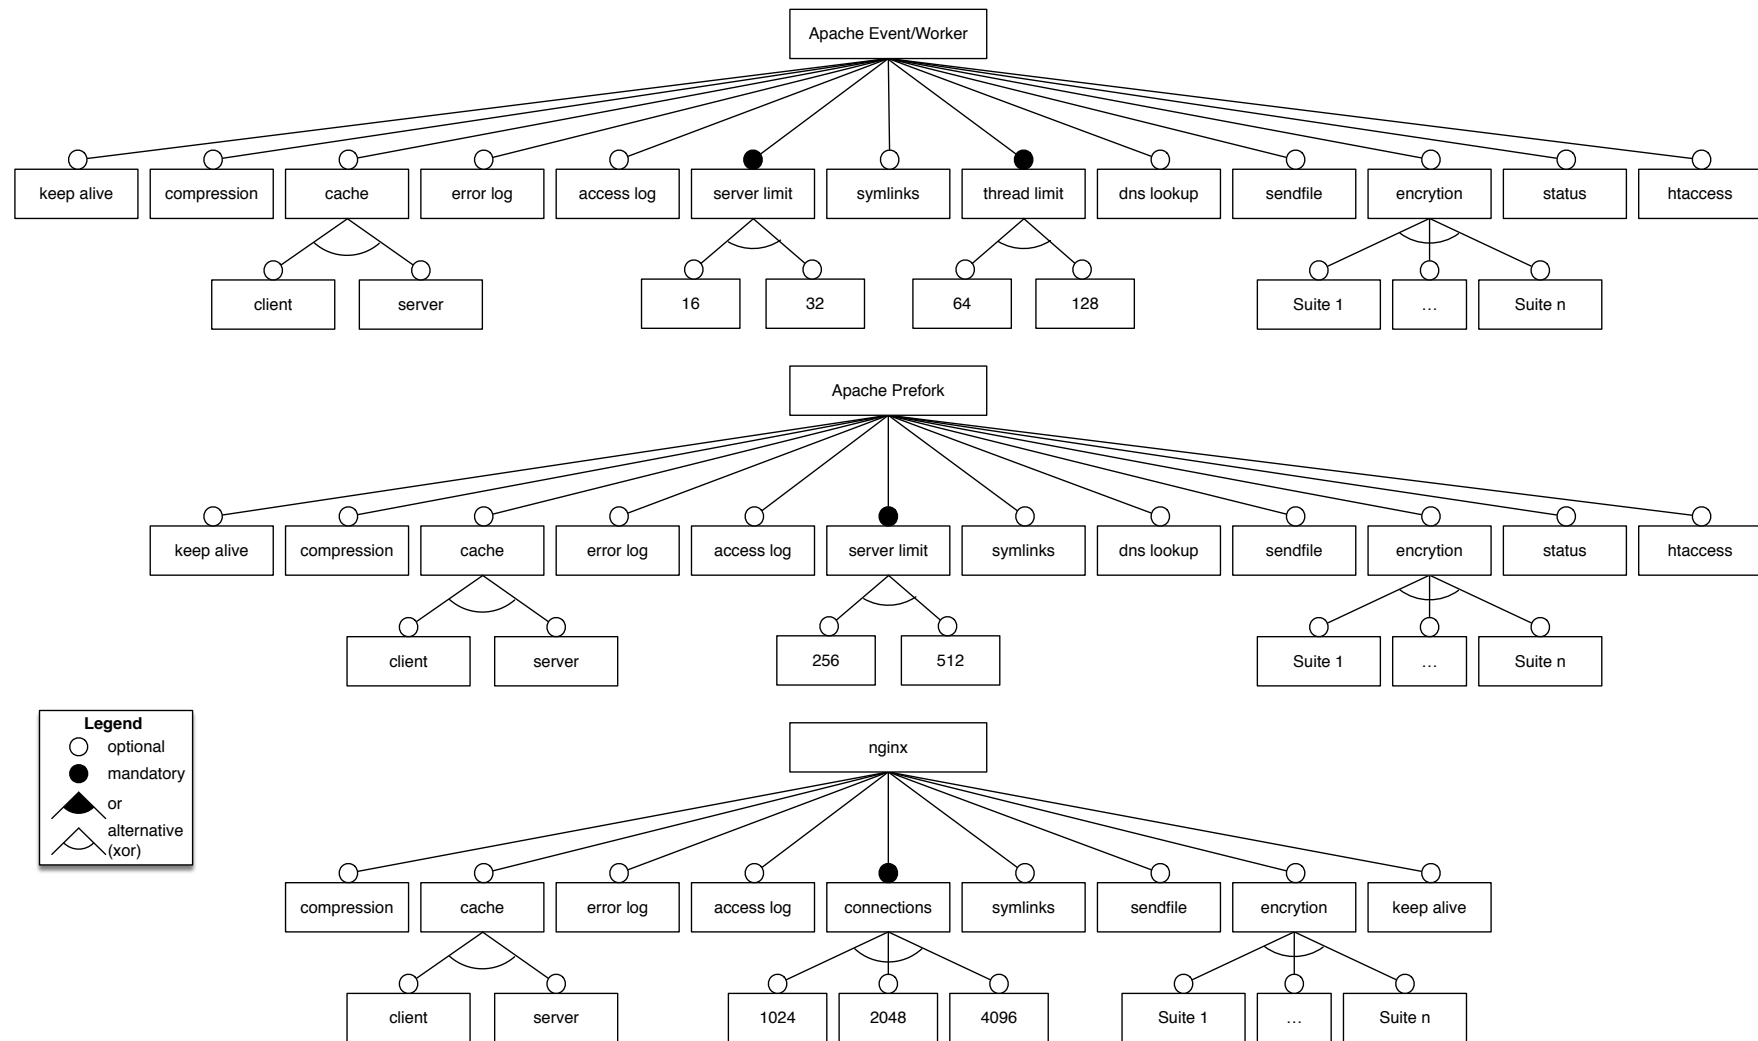 Apache Event/Worker
keep alive
compression
cache
error log
access log
server limit
symlinks
thread limit
dns lookup
sendfile
encrytion
status
htaccess
client
server
16
32
64
128
Suite 1
...
Suite n
Apache Prefork
keep alive
compression
cache
error log
access log
server limit
symlinks
dns lookup
sendfile
encrytion
status
htaccess
client
server
256
512
Suite 1
...
Suite n
Legend
optional
mandatory
or
alternative
(xor)
nginx
compression
cache
error log
access log
connections
symlinks
sendfile
encrytion
keep alive
client
server
1024
2048
4096
Suite 1
...
Suite n